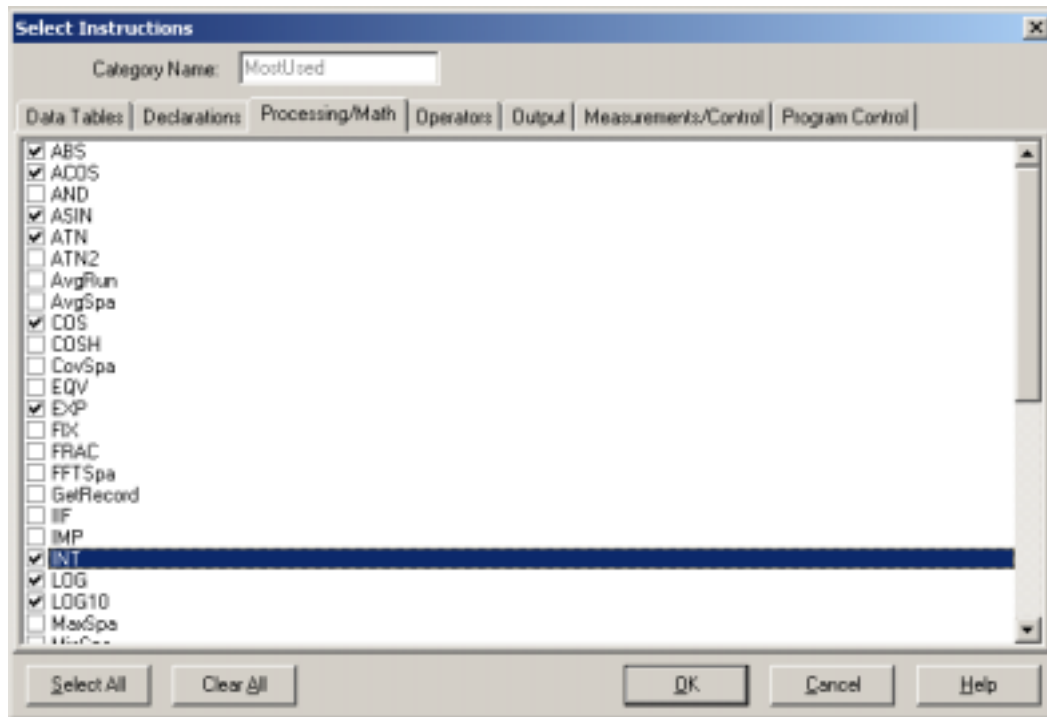 Select Instructions
Category Name: MostUsed
Data Tables Declarations Processing/Math Operators Output Measurements/Control Program Control
ABS
ACOS
AND
ASIN
ATN
ATN2
AvgRun
AvgSpa
COS
COSH
CovSpa
EQV
EXP
FIX
FRAC
FFTSpa
GetRecord
IIF
IMP
INT
LOG
LOG10
MaxSpa
Select All Clear All OK Cancel Help